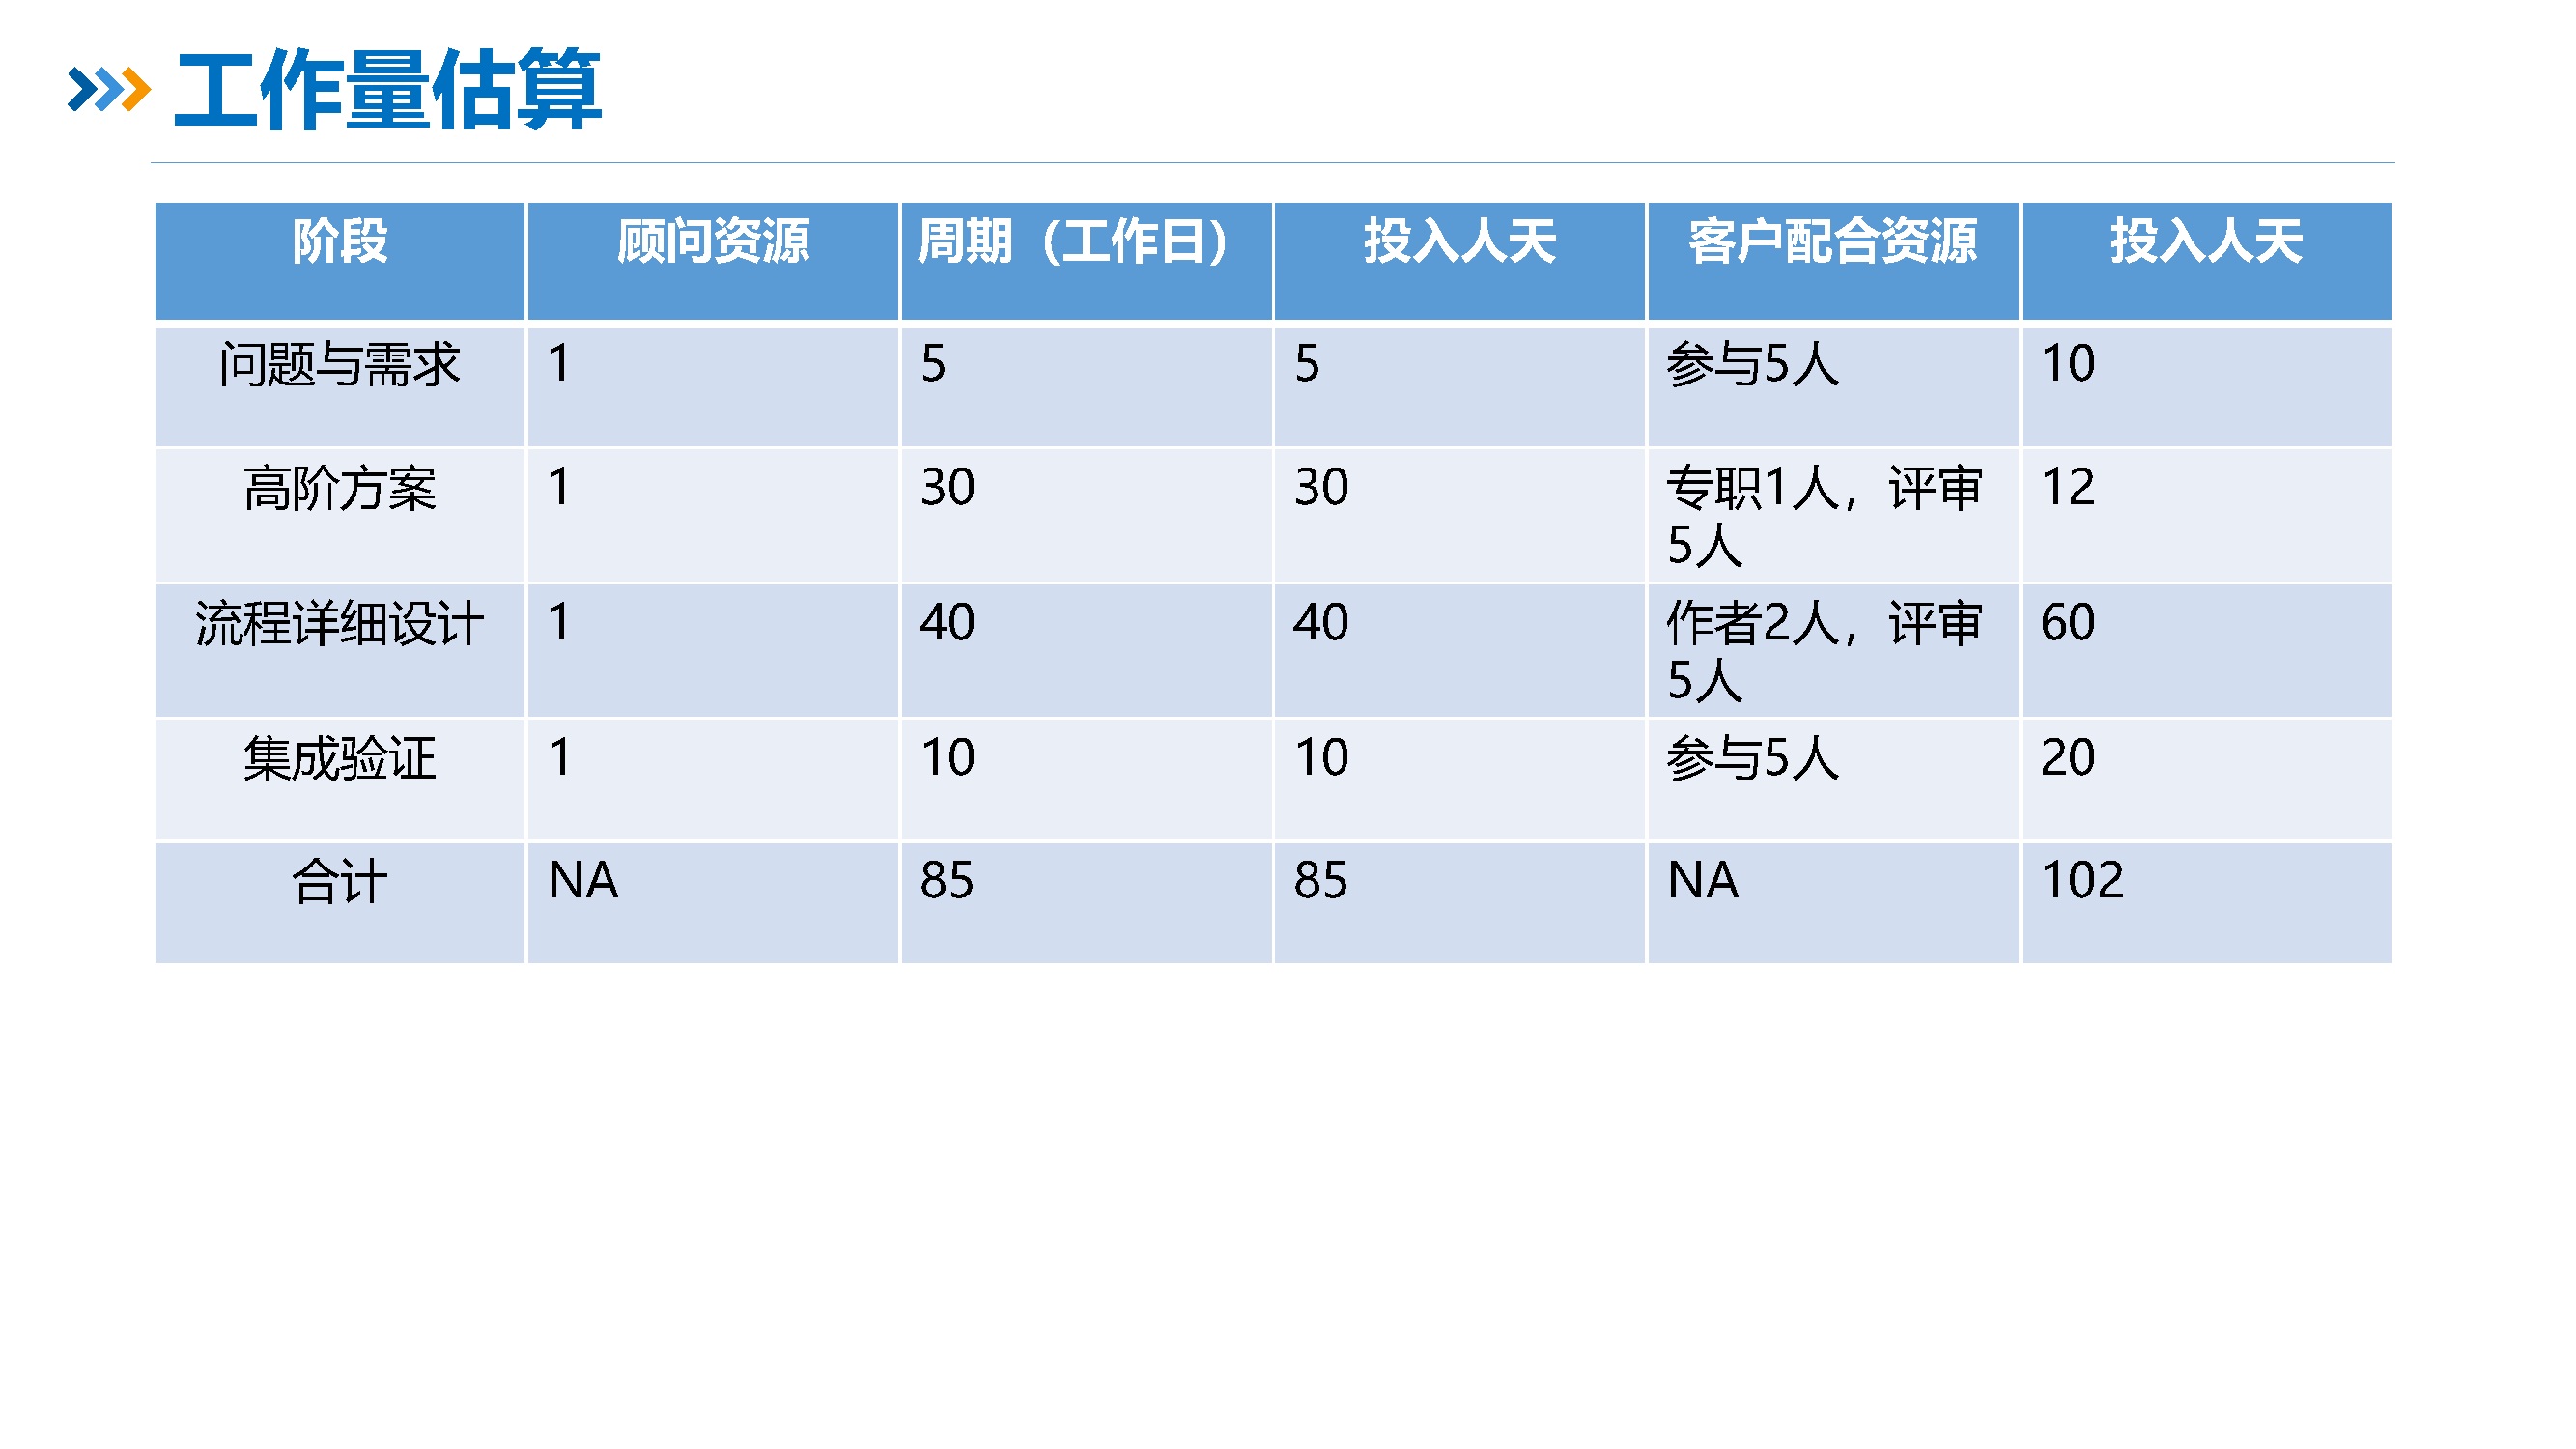 工作量估算
阶段 顾问资源 周期（工作日） 投入人天 客户配合资源 投入人天
问题与需求 1 5 5 参与5人 10
高阶方案 1 30 30 专职1人，评审 12
5人
流程详细设计 1 40 40 作者2人，评审 60
5人
集成验证 1 10 10 参与5人 20
合计 NA 85 85 NA 102